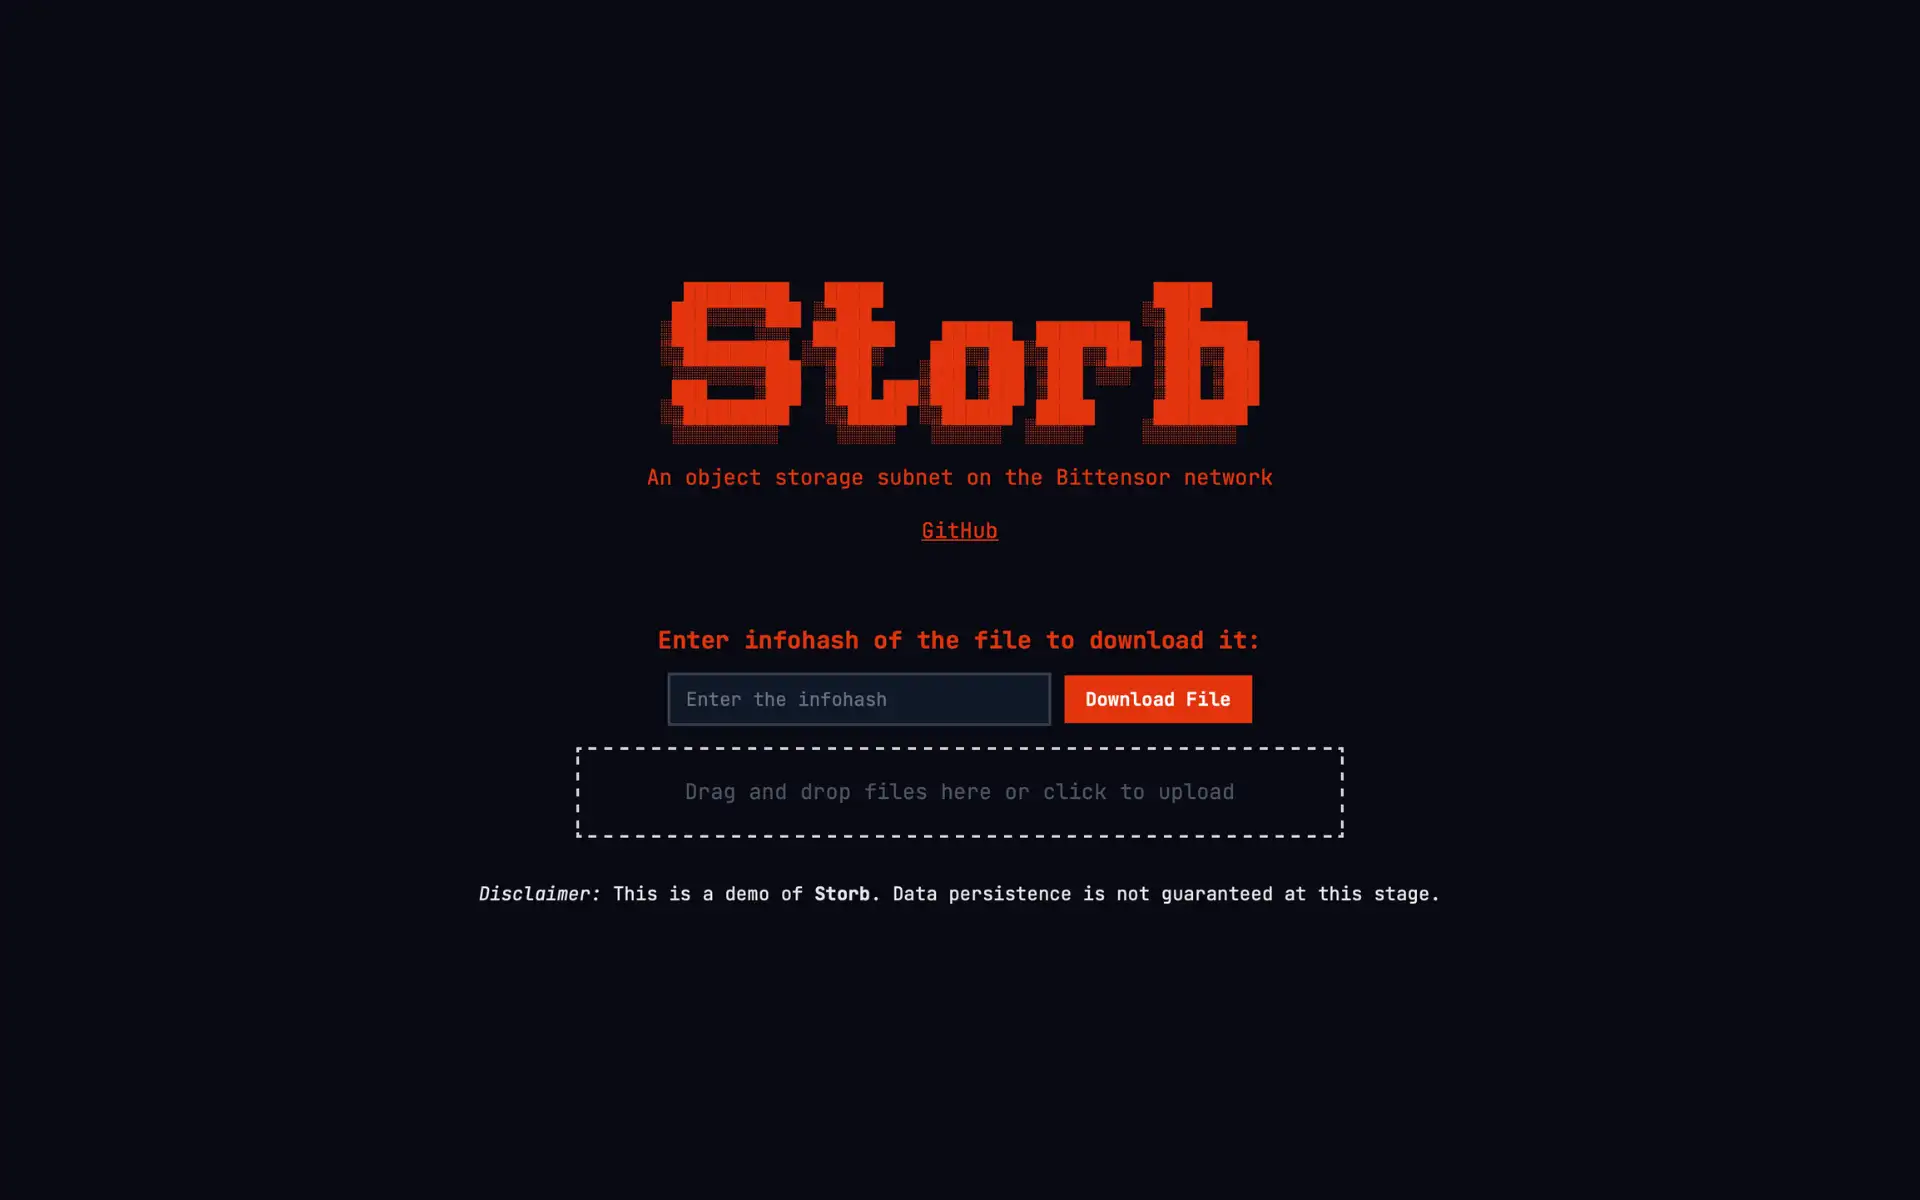 Storb
An object storage subnet on the Bittensor network
GitHub
Enter infohash of the file to download it:
Enter the infohash
Download File
Drag and drop files here or click to upload
Disclaimer: This is a demo of Storb. Data persistence is not guaranteed at this stage.